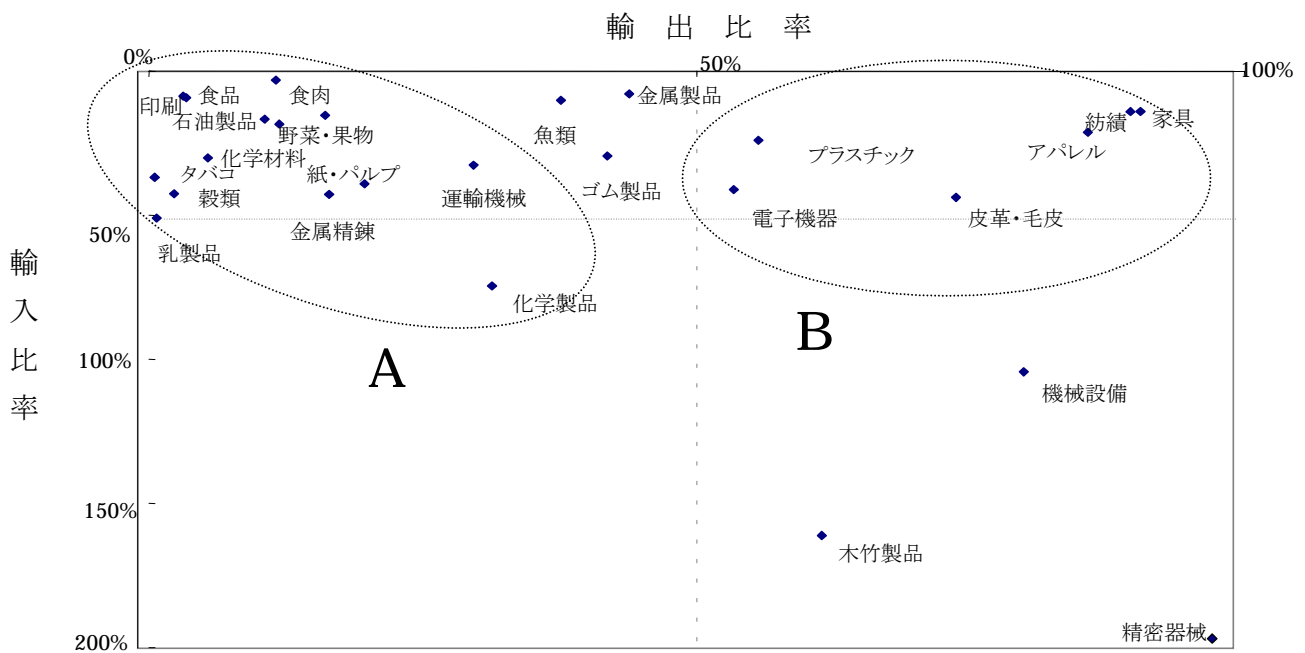 輸 出 比 率
0%
50%
100%
印刷
食品
食肉
金属製品
石油製品
野菜・果物
魚類
紡績
家具
アパレル
プラスチック
化学材料
タバコ
紙・パルプ
穀類
運輸機械
ゴム製品
電子機器
皮革・毛皮
金属精錬
50%
乳製品
化学製品
輸入比率
A
B
100%
機械設備
150%
木竹製品
精密器械
200%